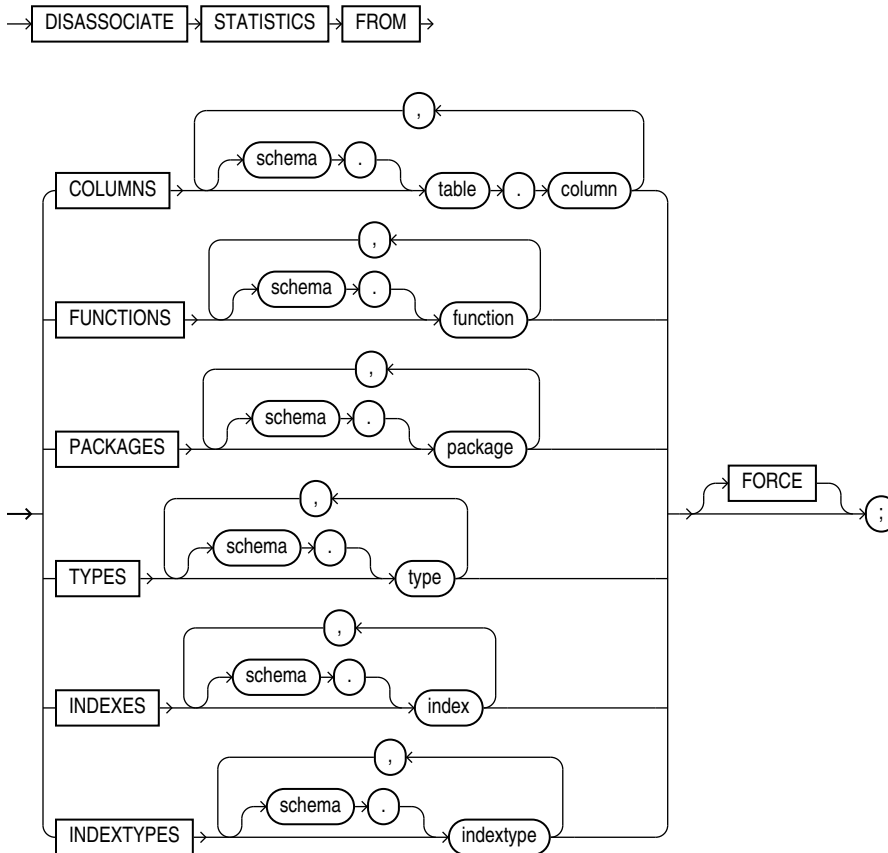 DISASSOCIATE STATISTICS FROM
,
schema .
COLUMNS table . column
,
schema .
FUNCTIONS function
,
schema .
PACKAGES package
FORCE
;
,
schema .
TYPES type
,
schema .
INDEXES index
,
schema .
INDEXTYPES indextype